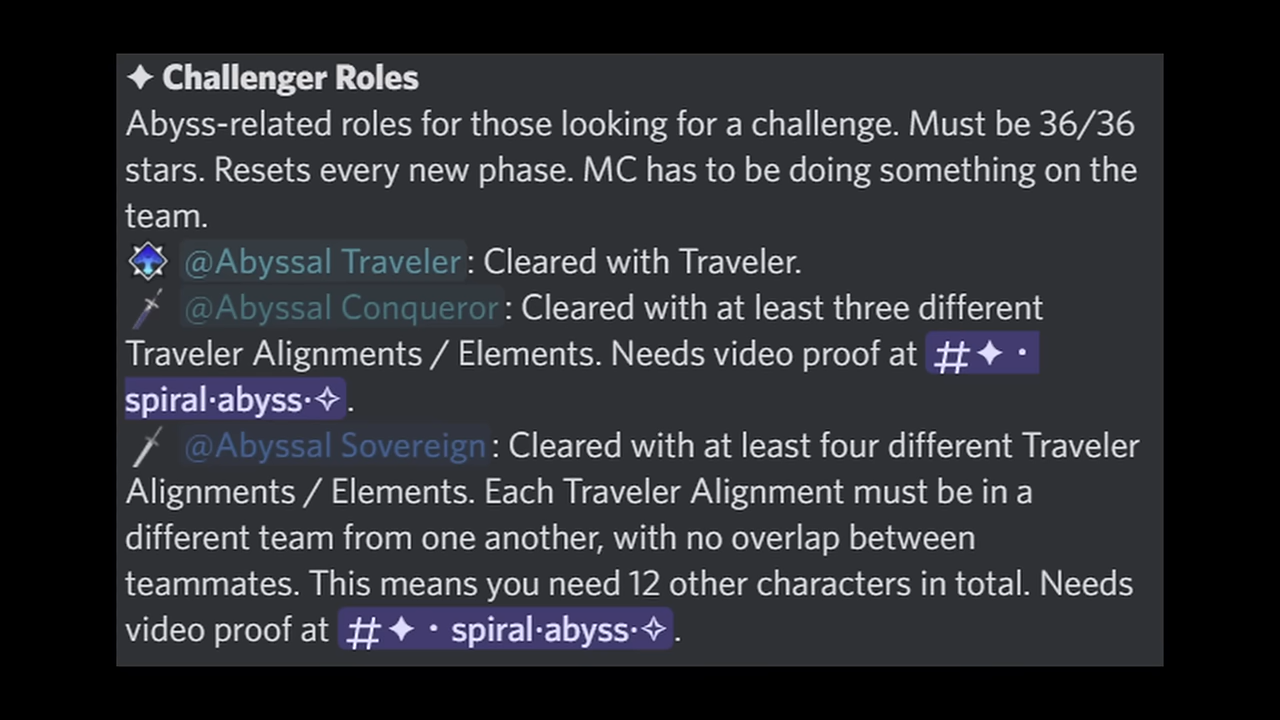 ✦ Challenger Roles
Abyss-related roles for those looking for a challenge. Must be 36/36
stars. Resets every new phase. MC has to be doing something on the
team.
@Abyssal Traveler: Cleared with Traveler.
@Abyssal Conqueror: Cleared with at least three different
Traveler Alignments / Elements. Needs video proof at #✦・
spiral·abyss·✧.
@Abyssal Sovereign: Cleared with at least four different Traveler
Alignments / Elements. Each Traveler Alignment must be in a
different team from one another, with no overlap between
teammates. This means you need 12 other characters in total. Needs
video proof at #✦・spiral·abyss·✧.